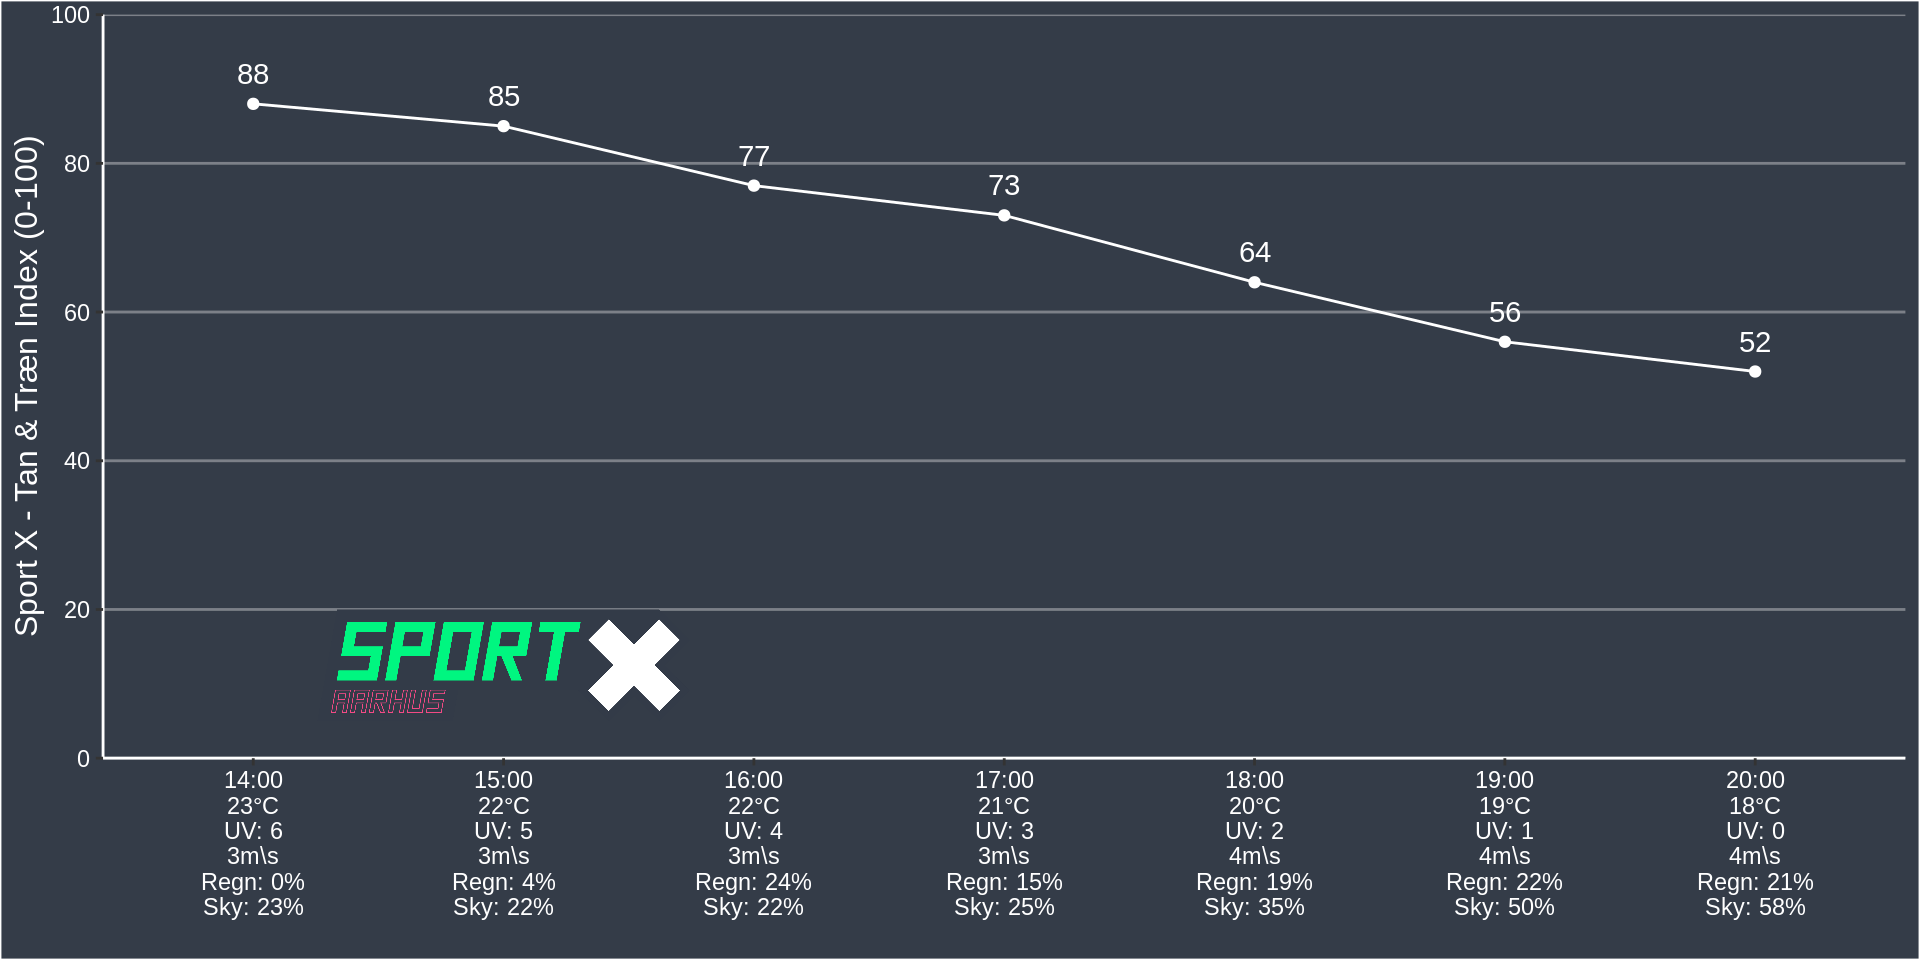 Sport X - Tan & Træn Index (0-100)
100
80
60
40
20
0
88
85
77
73
64
56
52
SPORT X
AARHUS
14:00 15:00 16:00 17:00 18:00 19:00 20:00
23°C 22°C 22°C 21°C 20°C 19°C 18°C
UV: 6 UV: 5 UV: 4 UV: 3 UV: 2 UV: 1 UV: 0
3m\s 3m\s 3m\s 3m\s 4m\s 4m\s 4m\s
Regn: 0% Regn: 4% Regn: 24% Regn: 15% Regn: 19% Regn: 22% Regn: 21%
Sky: 23% Sky: 22% Sky: 22% Sky: 25% Sky: 35% Sky: 50% Sky: 58%